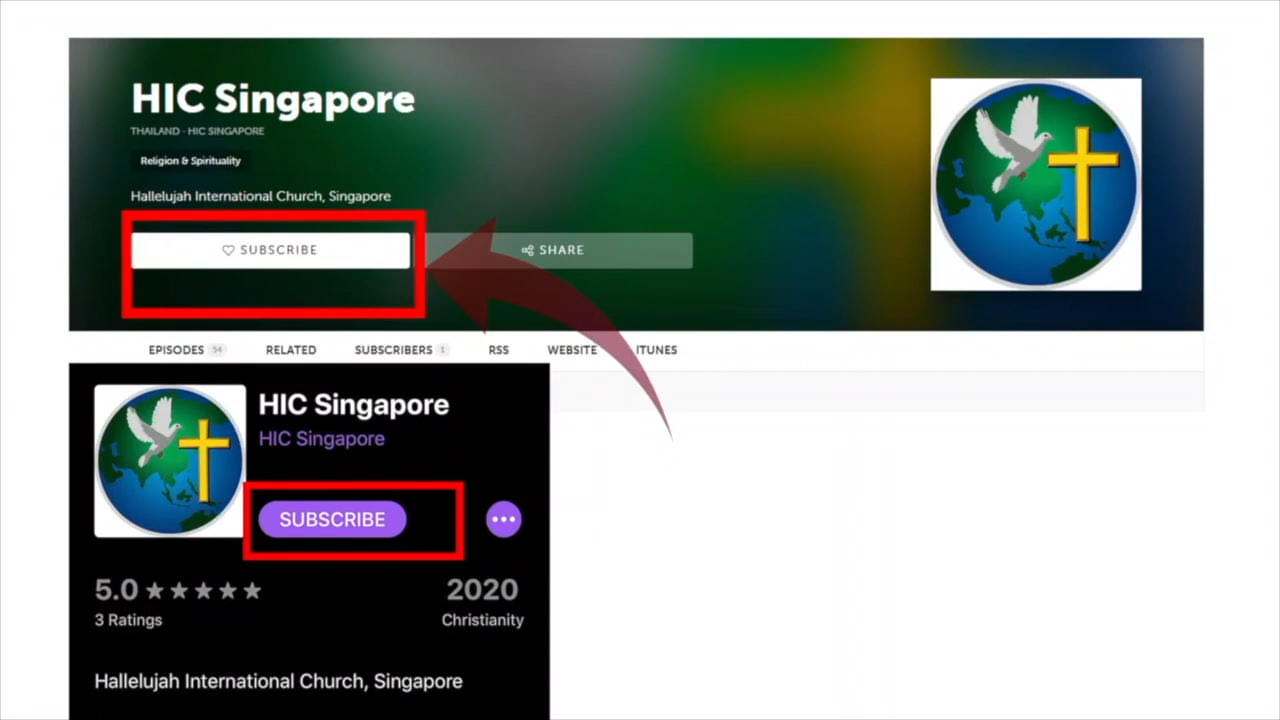 HIC Singapore
THAILAND · HIC SINGAPORE
Religion & Spirituality
Hallelujah International Church, Singapore
SUBSCRIBE
SHARE
EPISODES 54 RELATED SUBSCRIBERS 1 RSS WEBSITE ITUNES
HIC Singapore
HIC Singapore
SUBSCRIBE
5.0 2020
3 Ratings Christianity
Hallelujah International Church, Singapore